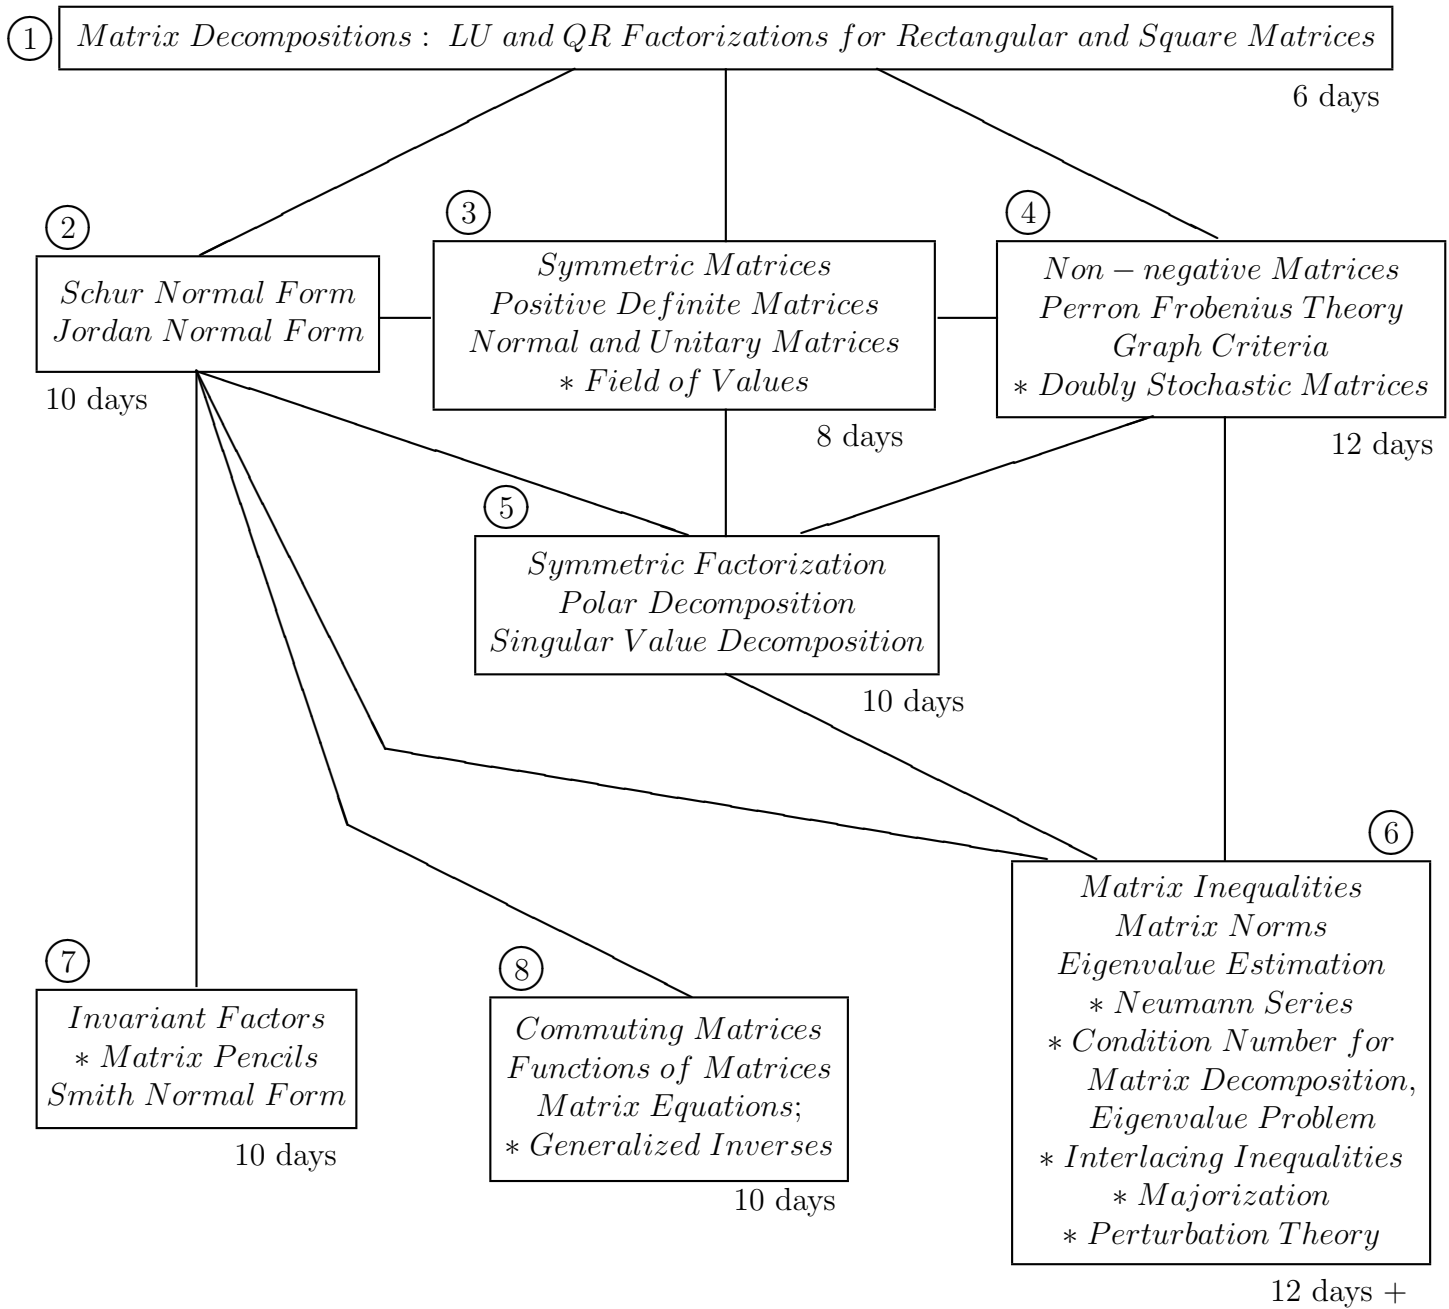 1 Matrix Decompositions : LU and QR Factorizations for Rectangular and Square Matrices
6 days
2
Schur Normal Form
Jordan Normal Form
10 days
3
Symmetric Matrices
Positive Definite Matrices
Normal and Unitary Matrices
* Field of Values
8 days
4
Non − negative Matrices
Perron Frobenius Theory
Graph Criteria
* Doubly Stochastic Matrices
12 days
5
Symmetric Factorization
Polar Decomposition
Singular Value Decomposition
10 days
6
Matrix Inequalities
Matrix Norms
Eigenvalue Estimation
* Neumann Series
* Condition Number for
Matrix Decomposition,
Eigenvalue Problem
* Interlacing Inequalities
* Majorization
* Perturbation Theory
12 days +
7
Invariant Factors
* Matrix Pencils
Smith Normal Form
10 days
8
Commuting Matrices
Functions of Matrices
Matrix Equations;
* Generalized Inverses
10 days